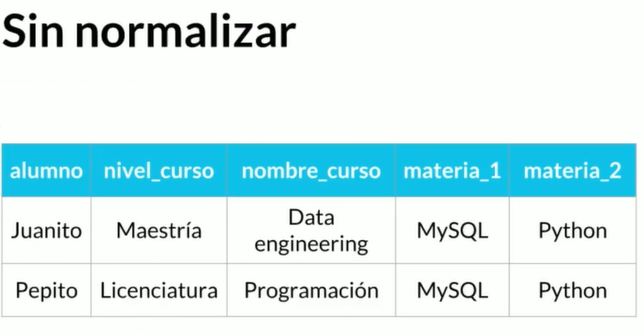 Sin normalizar
alumno nivel_curso nombre_curso materia_1 materia_2
Juanito Maestría Data engineering MySQL Python
Pepito Licenciatura Programación MySQL Python